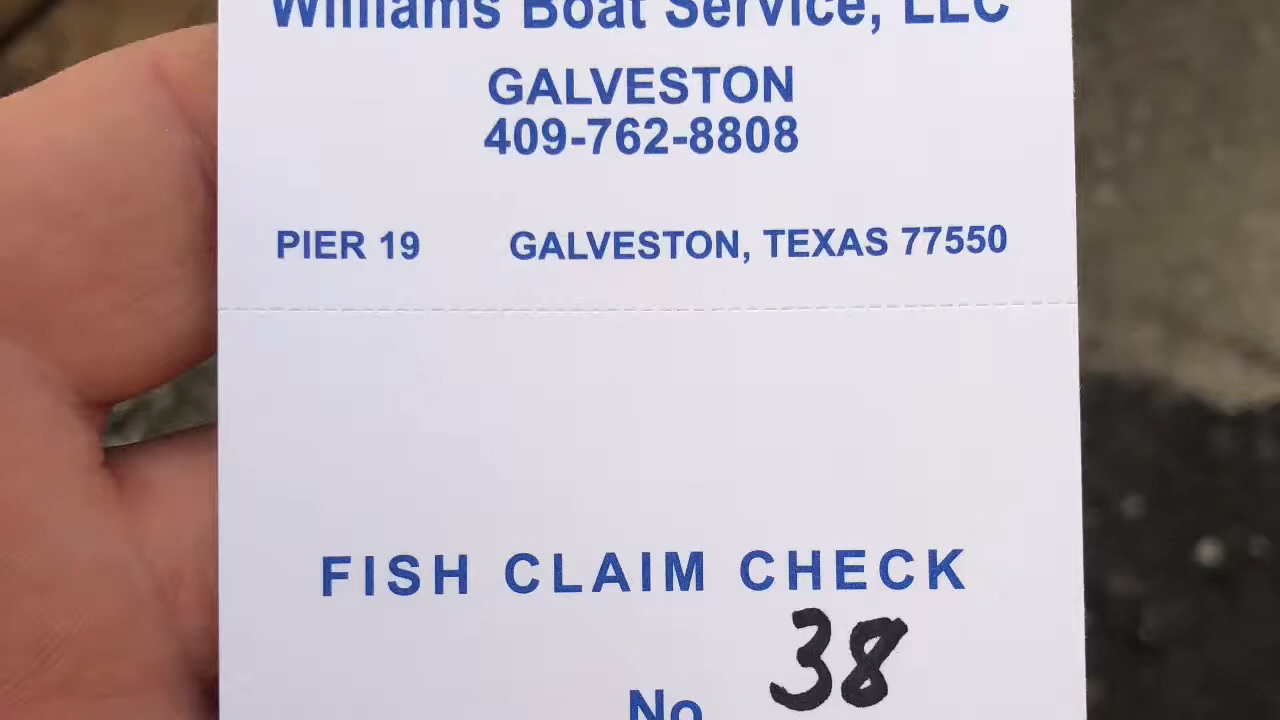 Williams Boat Service, LLC
GALVESTON
409-762-8808
PIER 19 GALVESTON, TEXAS 77550
FISH CLAIM CHECK
No 38